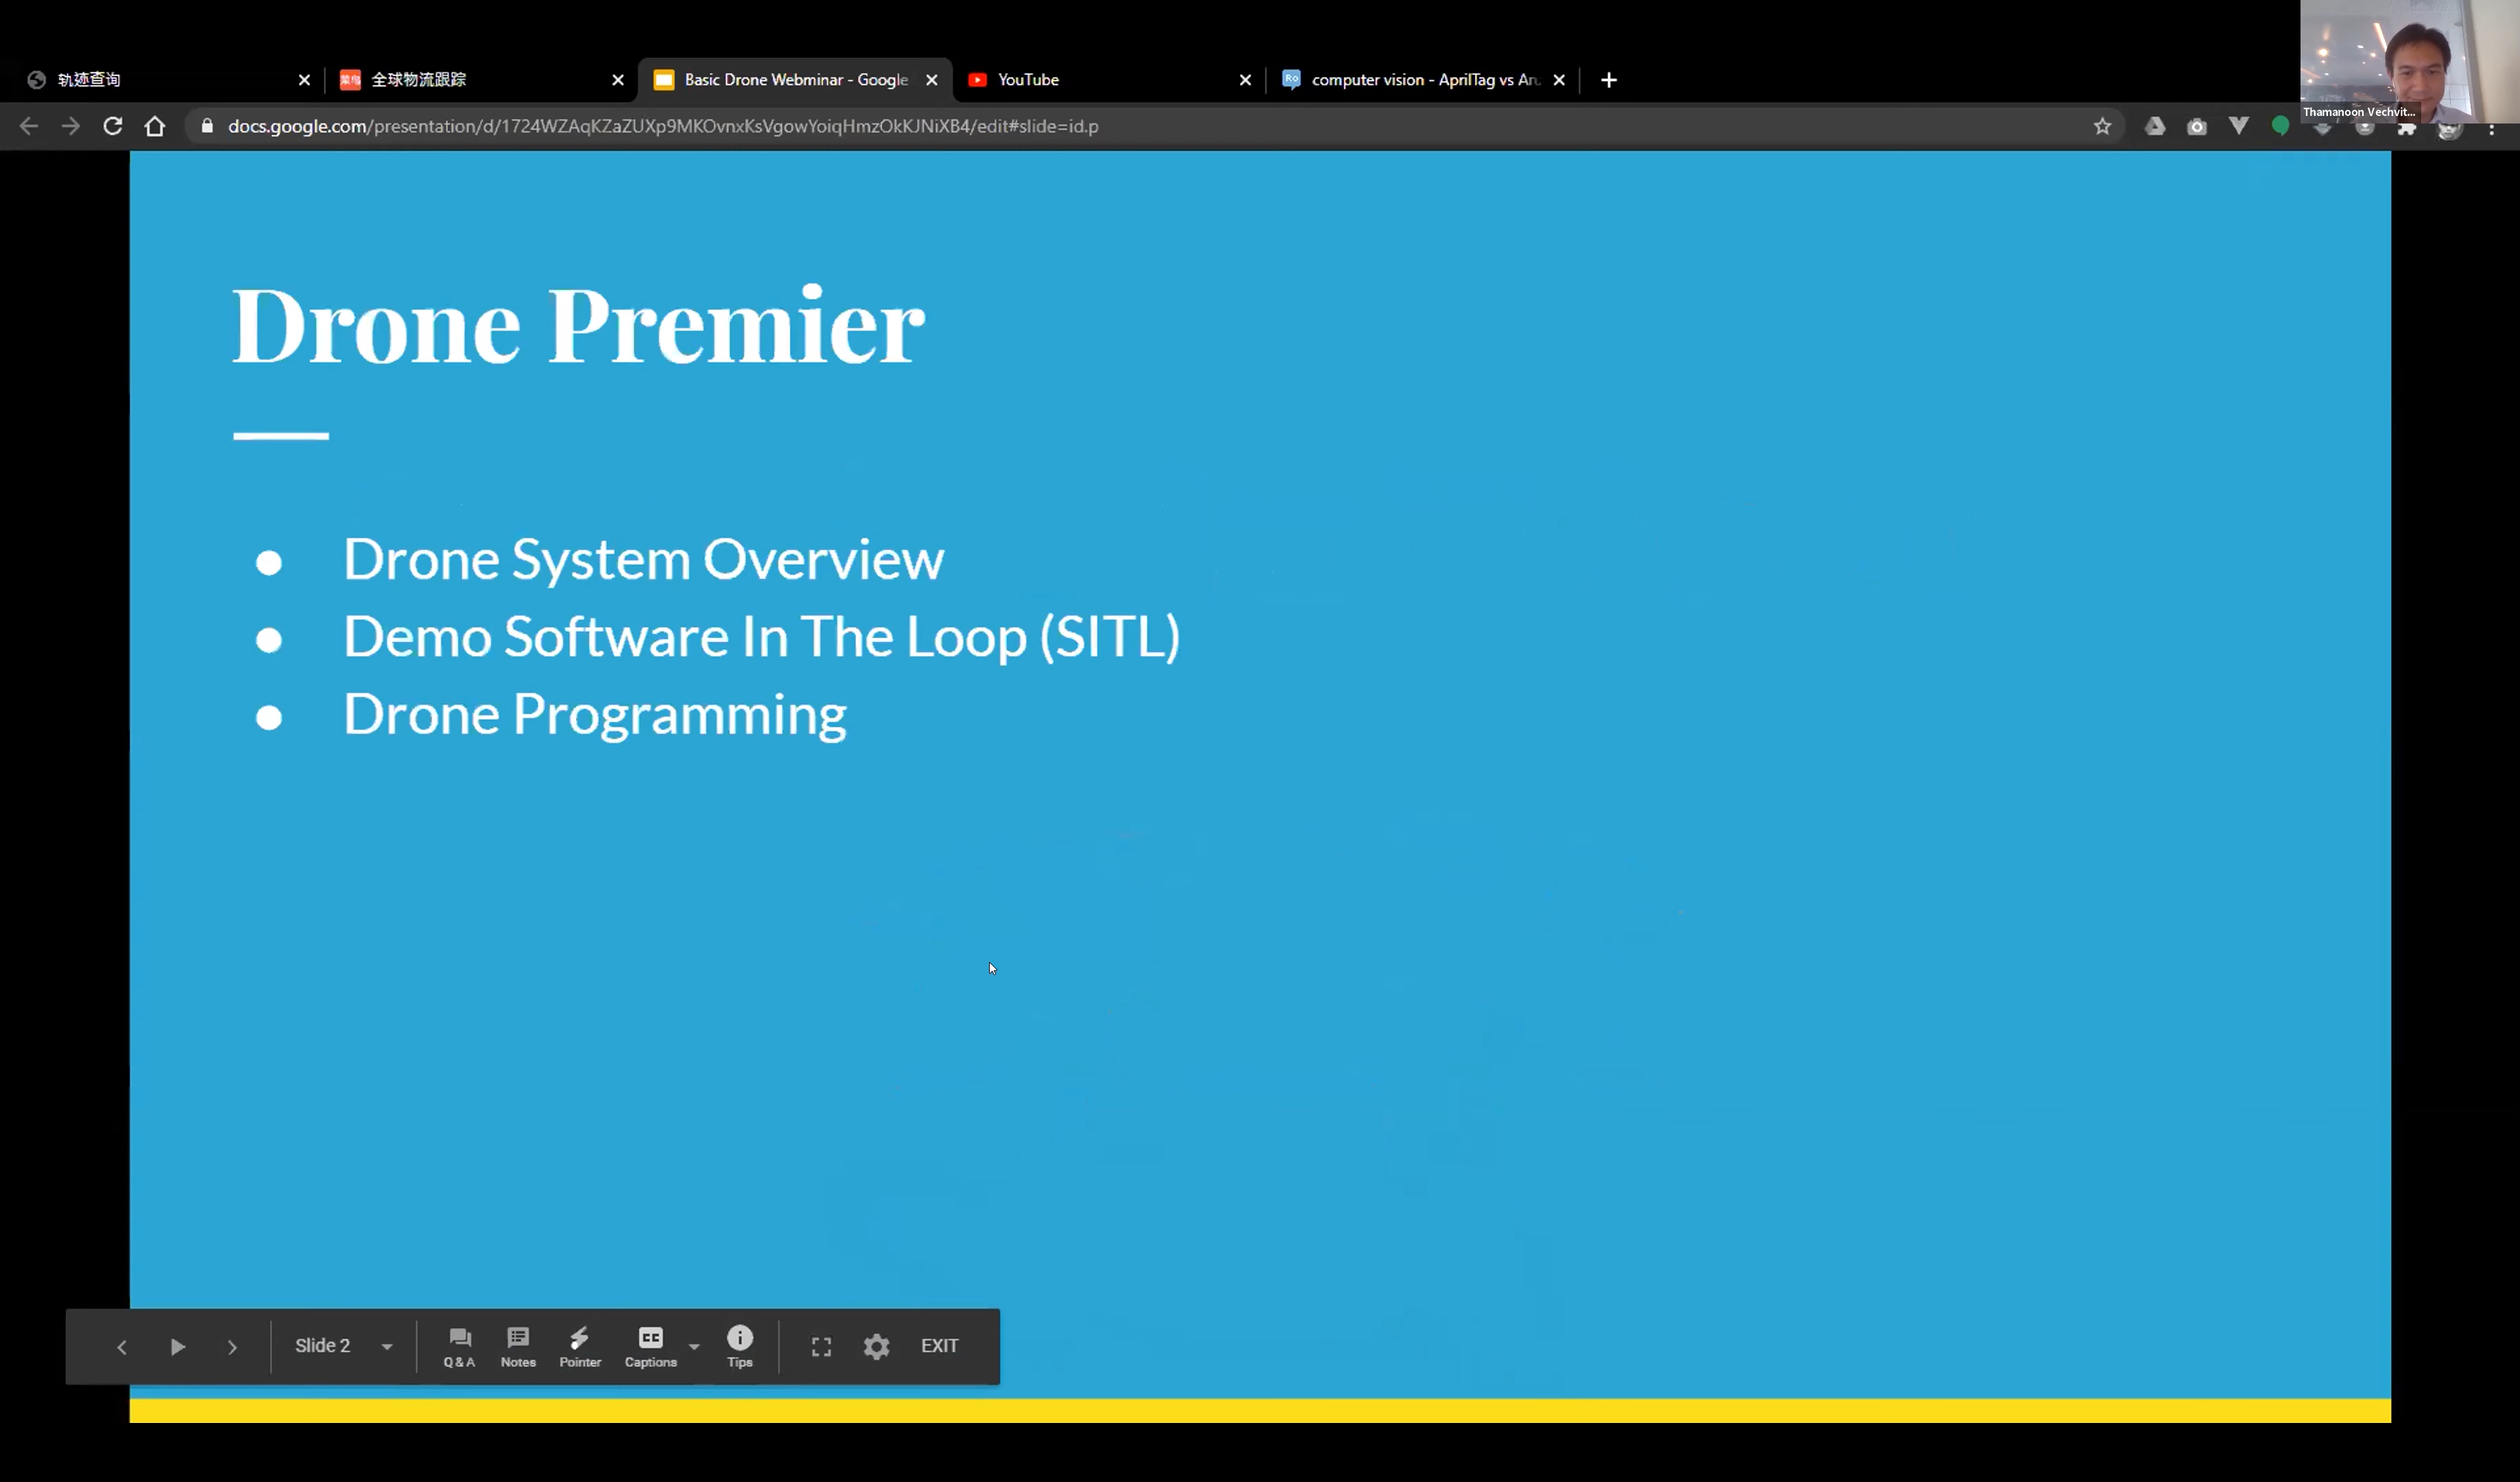 轨迹查询
全球物流跟踪
Basic Drone Webminar - Google
YouTube
computer vision - AprilTag vs Aru
Thamanoon Vechvit...
docs.google.com/presentation/d/1724WZAqKZaZUXp9MKOvnxKsVgowYoiqHmzOkKJNiXB4/edit#slide=id.p
Drone Premier
● Drone System Overview
● Demo Software In The Loop (SITL)
● Drone Programming
Slide 2
Q & A
Notes
Pointer
Captions
Tips
EXIT